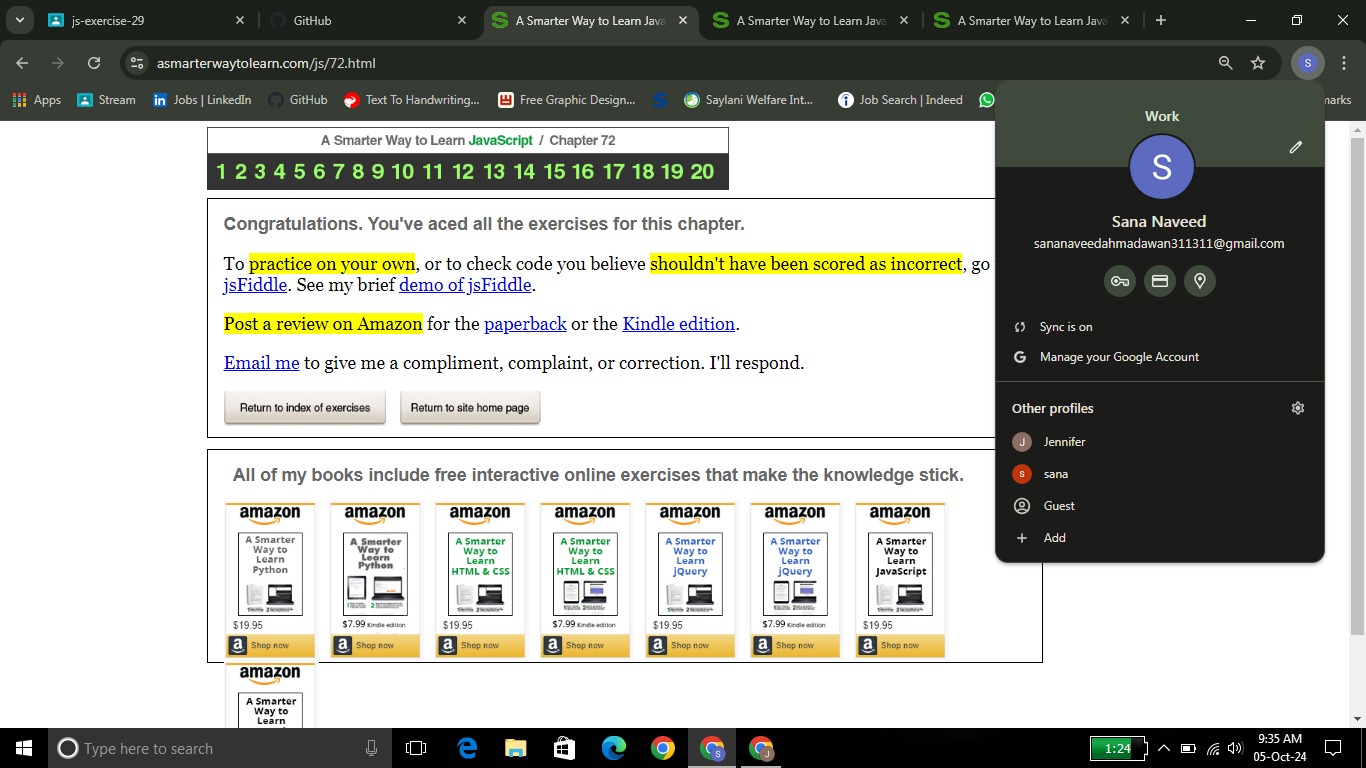 js-exercise-29
GitHub
A Smarter Way to Learn Java
A Smarter Way to Learn Java
A Smarter Way to Learn Java
asmarterwaytolearn.com/js/72.html
S
Apps
Stream
Jobs | LinkedIn
GitHub
Text To Handwriting...
Free Graphic Design...
Saylani Welfare Int...
Job Search | Indeed
marks
A Smarter Way to Learn JavaScript / Chapter 72
1 2 3 4 5 6 7 8 9 10 11 12 13 14 15 16 17 18 19 20
Congratulations. You've aced all the exercises for this chapter.
To practice on your own, or to check code you believe shouldn't have been scored as incorrect, go
jsFiddle. See my brief demo of jsFiddle.
Post a review on Amazon for the paperback or the Kindle edition.
Email me to give me a compliment, complaint, or correction. I'll respond.
Return to index of exercises
Return to site home page
All of my books include free interactive online exercises that make the knowledge stick.
amazon
A Smarter
Way to
Learn
Python
$19.95
Shop now
amazon
A Smarter
Way to
Learn
Python
$7.99 Kindle edition
Shop now
amazon
A Smarter
Way to
Learn
HTML & CSS
$19.95
Shop now
amazon
A Smarter
Way to
Learn
HTML & CSS
$7.99 Kindle edition
Shop now
amazon
A Smarter
Way to
Learn
jQuery
$19.95
Shop now
amazon
A Smarter
Way to
Learn
jQuery
$7.99 Kindle edition
Shop now
amazon
A Smarter
Way to
Learn
JavaScript
$19.95
Shop now
amazon
A Smarter
Way to
Learn
Work
S
Sana Naveed
sananaveedahmadawan311311@gmail.com
Sync is on
Manage your Google Account
Other profiles
J
Jennifer
s
sana
Guest
Add
Type here to search
1:24
9:35 AM
05-Oct-24